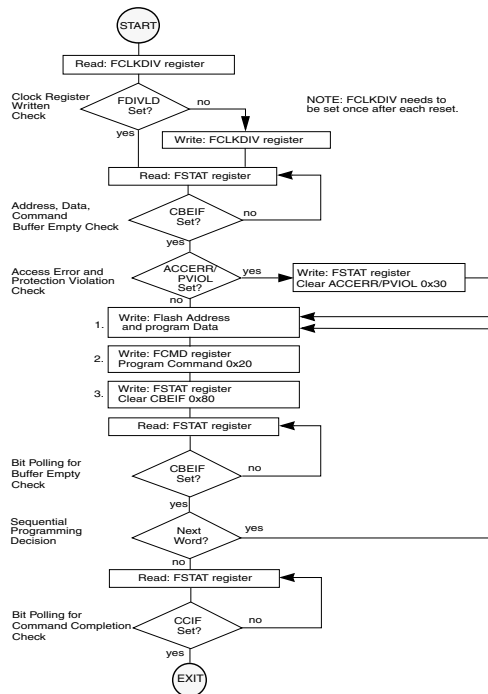 START
Read: FCLKDIV register
Clock Register
Written
Check
FDIVLD
Set?
no
yes
NOTE: FCLKDIV needs to
be set once after each reset.
Write: FCLKDIV register
Read: FSTAT register
Address, Data,
Command
Buffer Empty Check
CBEIF
Set?
no
yes
Access Error and
Protection Violation
Check
ACCERR/
PVIOL
Set?
yes
no
Write: FSTAT register
Clear ACCERR/PVIOL 0x30
1.
Write: Flash Address
and program Data
2.
Write: FCMD register
Program Command 0x20
3.
Write: FSTAT register
Clear CBEIF 0x80
Read: FSTAT register
Bit Polling for
Buffer Empty
Check
CBEIF
Set?
no
yes
Sequential
Programming
Decision
Next
Word?
yes
no
Read: FSTAT register
Bit Polling for
Command Completion
Check
CCIF
Set?
no
yes
EXIT